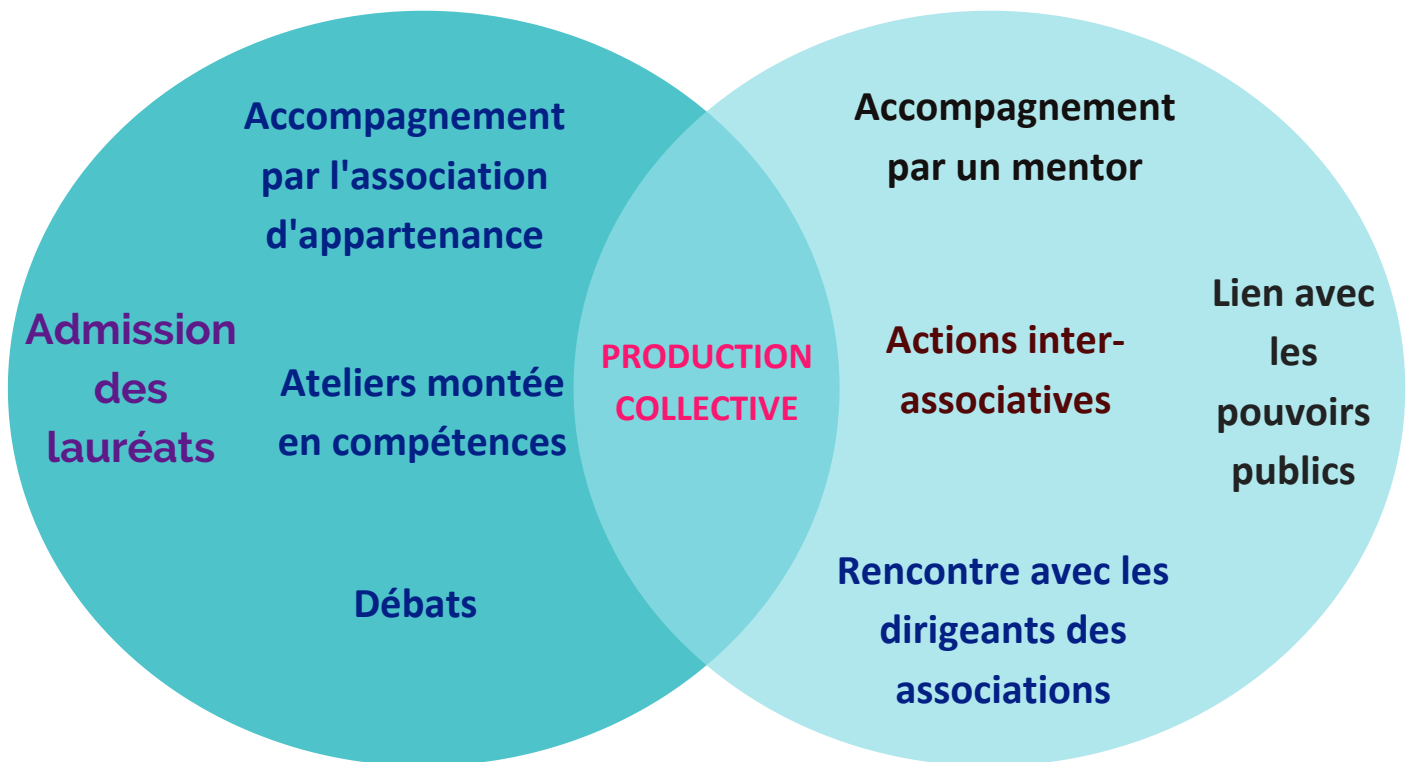 Accompagnement
par l'association
d'appartenance
Admission
des
lauréats
Ateliers montée
en compétences
Débats
PRODUCTION
COLLECTIVE
Accompagnement
par un mentor
Actions inter-
associatives
Lien avec
les
pouvoirs
publics
Rencontre avec les
dirigeants des
associations